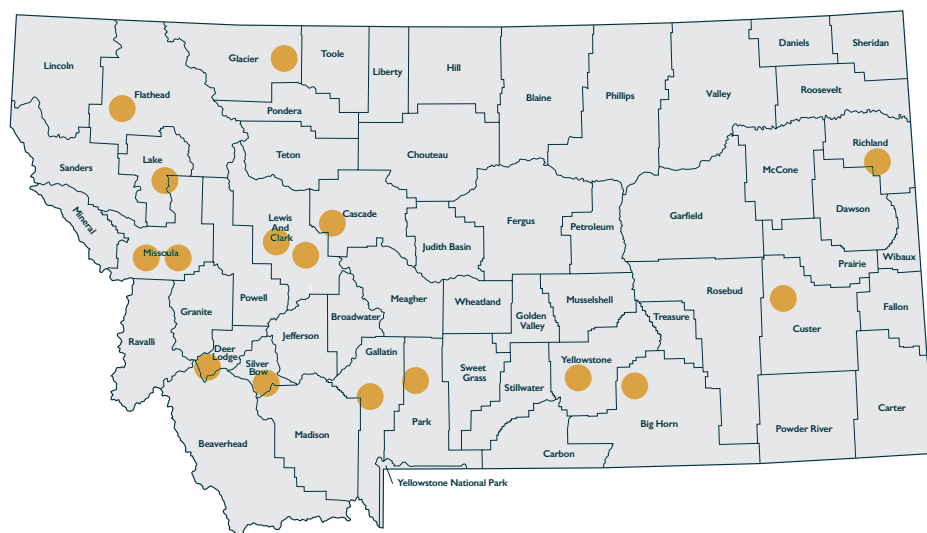 Daniels
Sheridan
Lincoln
Glacier
Toole
Liberty
Hill
Blaine
Phillips
Valley
Roosevelt
Flathead
Pondera
Richland
Sanders
Lake
Teton
Chouteau
McCone
Mineral
Lewis
And
Clark
Cascade
Judith Basin
Fergus
Petroleum
Garfield
Dawson
Missoula
Prairie
Wibaux
Granite
Powell
Broadwater
Meagher
Wheatland
Golden
Valley
Musselshell
Treasure
Rosebud
Custer
Fallon
Ravalli
Jefferson
Deer
Lodge
Silver
Bow
Gallatin
Sweet
Grass
Stillwater
Yellowstone
Beaverhead
Madison
Park
Carbon
Big Horn
Powder River
Carter
Yellowstone National Park